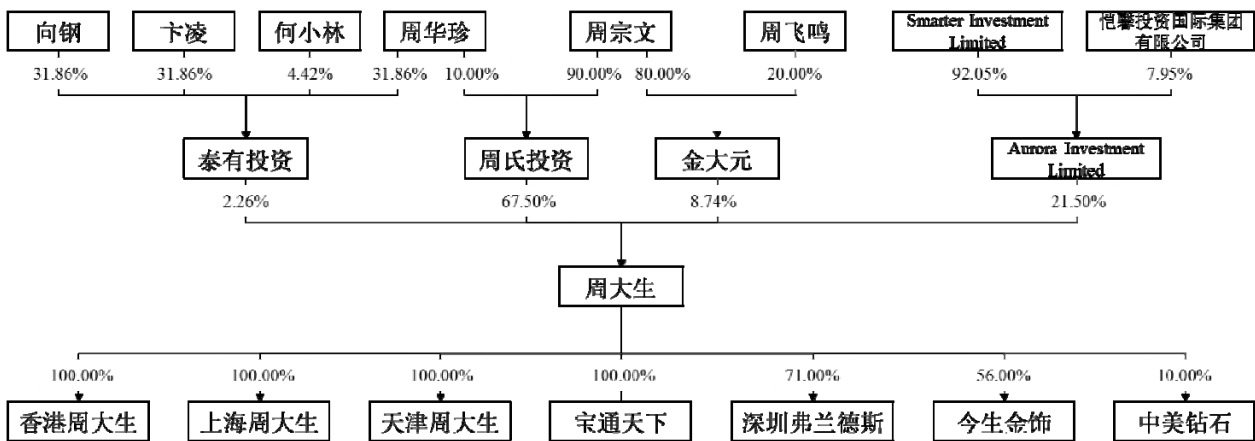 向钢 卞凌 何小林 周华珍 周宗文 周飞鸣 Smarter Investment 恺馨投资国际集团
Limited 有限公司
31.86% 31.86% 4.42% 31.86% 10.00% 90.00% 80.00% 20.00% 92.05% 7.95%
泰有投资 周氏投资 金大元 Aurora Investment
Limited
2.26% 67.50% 8.74% 21.50%
周大生
100.00% 100.00% 100.00% 100.00% 71.00% 56.00% 10.00%
香港周大生 上海周大生 天津周大生 宝通天下 深圳弗兰德斯 今生金饰 中美钻石